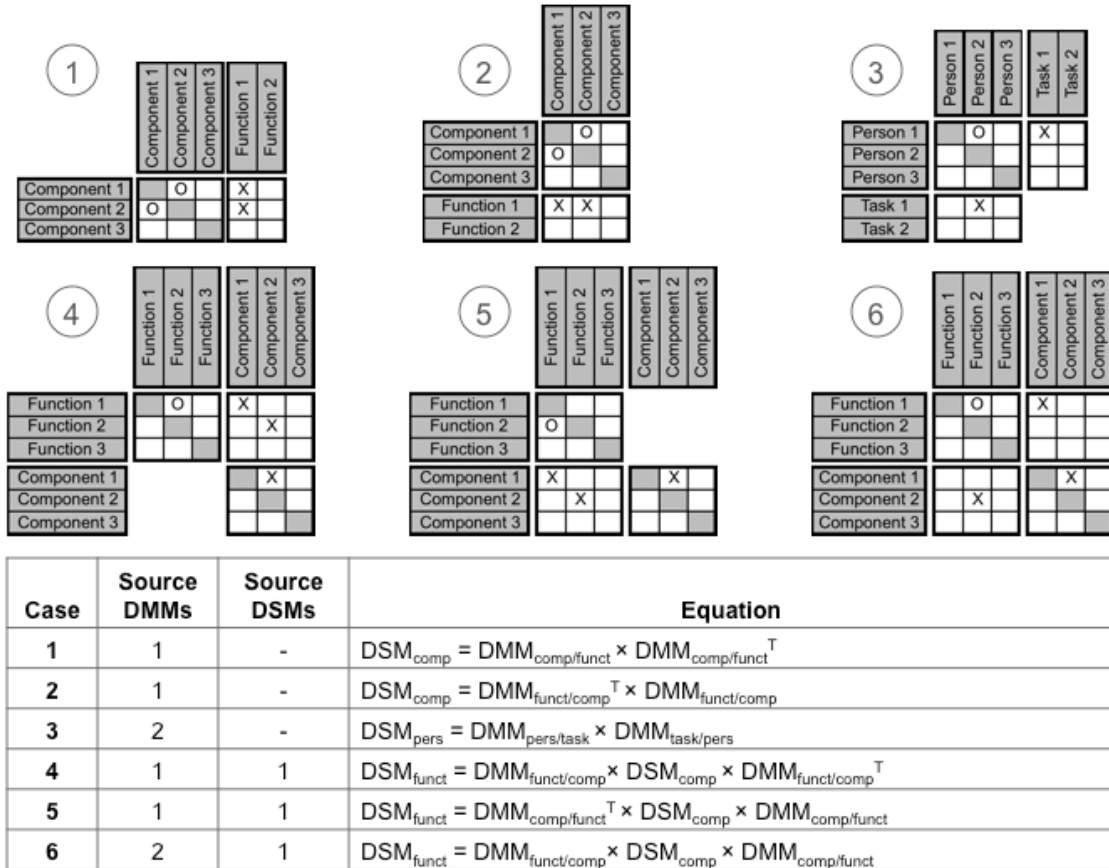 1
Component 1
Component 2
Component 3
Function 1
Function 2
Component 1 O X
Component 2 O X
Component 3
2
Component 1
Component 2
Component 3
Component 1 O
Component 2 O
Component 3
Function 1 X X
Function 2
3
Person 1
Person 2
Person 3
Task 1
Task 2
Person 1 O X
Person 2
Person 3
Task 1 X
Task 2
4
Function 1
Function 2
Function 3
Component 1
Component 2
Component 3
Function 1 O X
Function 2 X
Function 3
Component 1 X
Component 2
Component 3
5
Function 1
Function 2
Function 3
Component 1
Component 2
Component 3
Function 1
Function 2 O
Function 3
Component 1 X X
Component 2 X
Component 3
6
Function 1
Function 2
Function 3
Component 1
Component 2
Component 3
Function 1 O X
Function 2
Function 3
Component 1 X
Component 2 X
Component 3
Case Source DMMs Source DSMs Equation
1 1 - DSM_comp = DMM_comp/funct × DMM_comp/funct^T
2 1 - DSM_comp = DMM_funct/comp^T × DMM_funct/comp
3 2 - DSM_pers = DMM_pers/task × DMM_task/pers
4 1 1 DSM_funct = DMM_funct/comp × DSM_comp × DMM_funct/comp^T
5 1 1 DSM_funct = DMM_comp/funct^T × DSM_comp × DMM_comp/funct
6 2 1 DSM_funct = DMM_funct/comp × DSM_comp × DMM_comp/funct